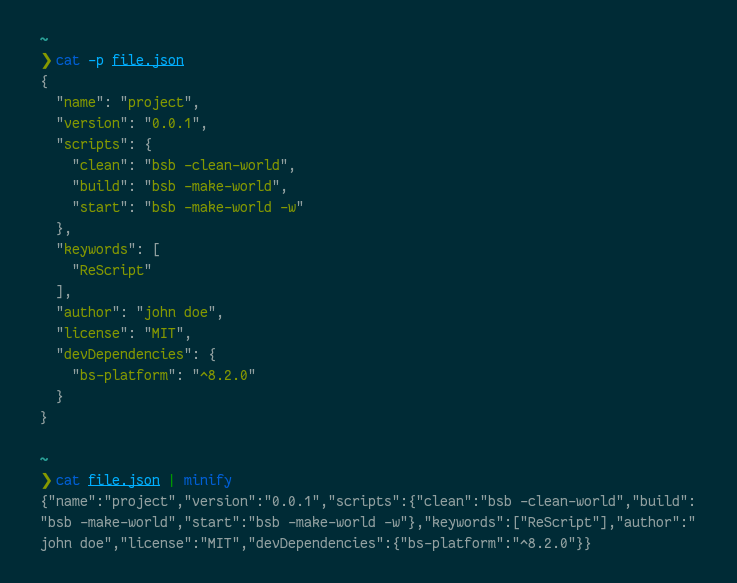 ~
❯ cat -p file.json
{
  "name": "project",
  "version": "0.0.1",
  "scripts": {
    "clean": "bsb -clean-world",
    "build": "bsb -make-world",
    "start": "bsb -make-world -w"
  },
  "keywords": [
    "ReScript"
  ],
  "author": "john doe",
  "license": "MIT",
  "devDependencies": {
    "bs-platform": "^8.2.0"
  }
}
~
❯ cat file.json | minify
{"name":"project","version":"0.0.1","scripts":{"clean":"bsb -clean-world","build":
"bsb -make-world","start":"bsb -make-world -w"},"keywords":["ReScript"],"author":"
john doe","license":"MIT","devDependencies":{"bs-platform":"^8.2.0"}}